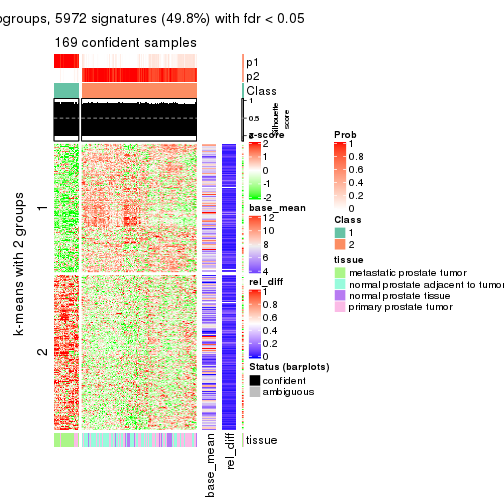 ogroups, 5972 signatures (49.8%) with fdr < 0.05
169 confident samples
p1
p2
Class
1
0.5
0
Silhouette
score
k-means with 2 groups
1
2
z-score
2
1
0
-1
-2
base_mean
12
10
8
6
4
rel_diff
1
0.8
0.6
0.4
0.2
0
Status (barplots)
confident
ambiguous
Prob
1
0.8
0.6
0.4
0.2
0
Class
1
2
tissue
metastatic prostate tumor
normal prostate adjacent to tumor
normal prostate tissue
primary prostate tumor
tissue
base_mean
rel_diff